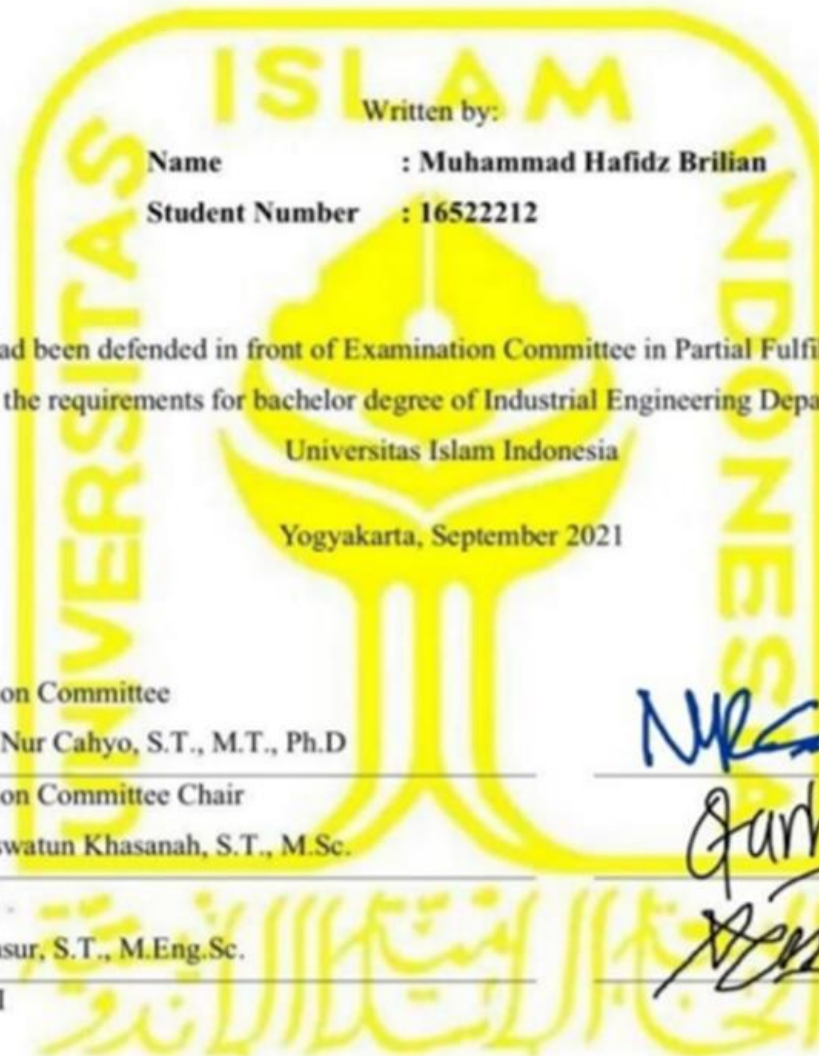 ISLAM
UNIVERSITAS
INDONESIA
Written by:
Name : Muhammad Hafidz Brilian
Student Number : 16522212
ad been defended in front of Examination Committee in Partial Fulfi
the requirements for bachelor degree of Industrial Engineering Depa
Universitas Islam Indonesia
Yogyakarta, September 2021
on Committee
Nur Cahyo, S.T., M.T., Ph.D
on Committee Chair
swatun Khasanah, S.T., M.Sc.
sur, S.T., M.Eng.Sc.